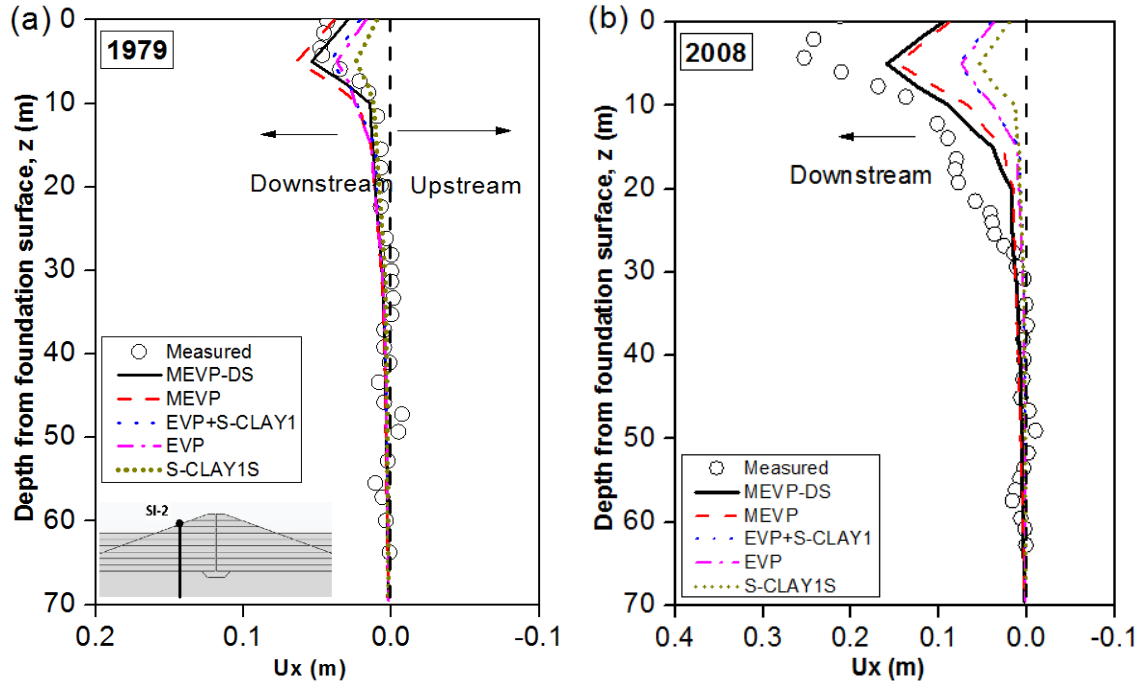 (a)
1979
0
10
20
30
40
50
60
70
Depth from foundation surface, z (m)
Downstream
Upstream
Measured
MEVP-DS
MEVP
EVP+S-CLAY1
EVP
S-CLAY1S
SI-2
0.2
0.1
0.0
-0.1
Ux (m)
(b)
2008
0
10
20
30
40
50
60
70
Depth from foundation surface, z (m)
Downstream
Measured
MEVP-DS
MEVP
EVP+S-CLAY1
EVP
S-CLAY1S
0.4
0.3
0.2
0.1
0.0
-0.1
Ux (m)